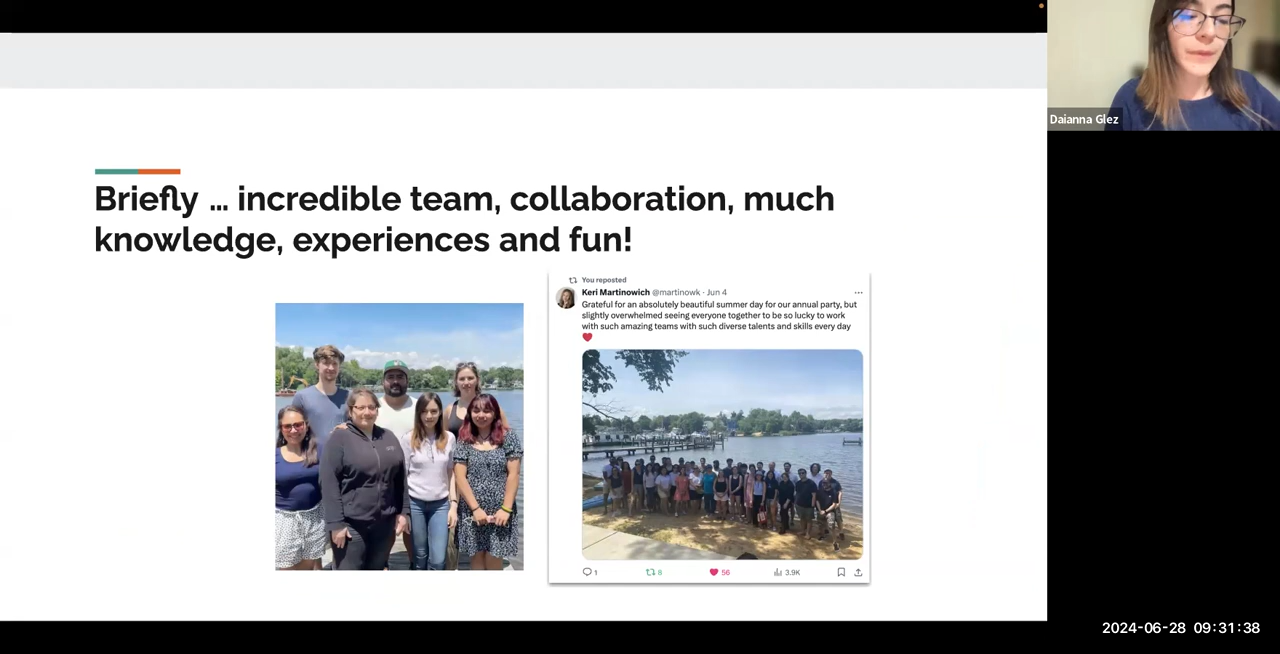 Briefly ... incredible team, collaboration, much
knowledge, experiences and fun!
You reposted
Keri Martinowich @martinowk · Jun 4
Grateful for an absolutely beautiful summer day for our annual party, but
slightly overwhelmed seeing everyone together to be so lucky to work
with such amazing teams with such diverse talents and skills every day
❤️
1 8 56 3.9K
Daianna Glez
2024-06-28 09:31:38